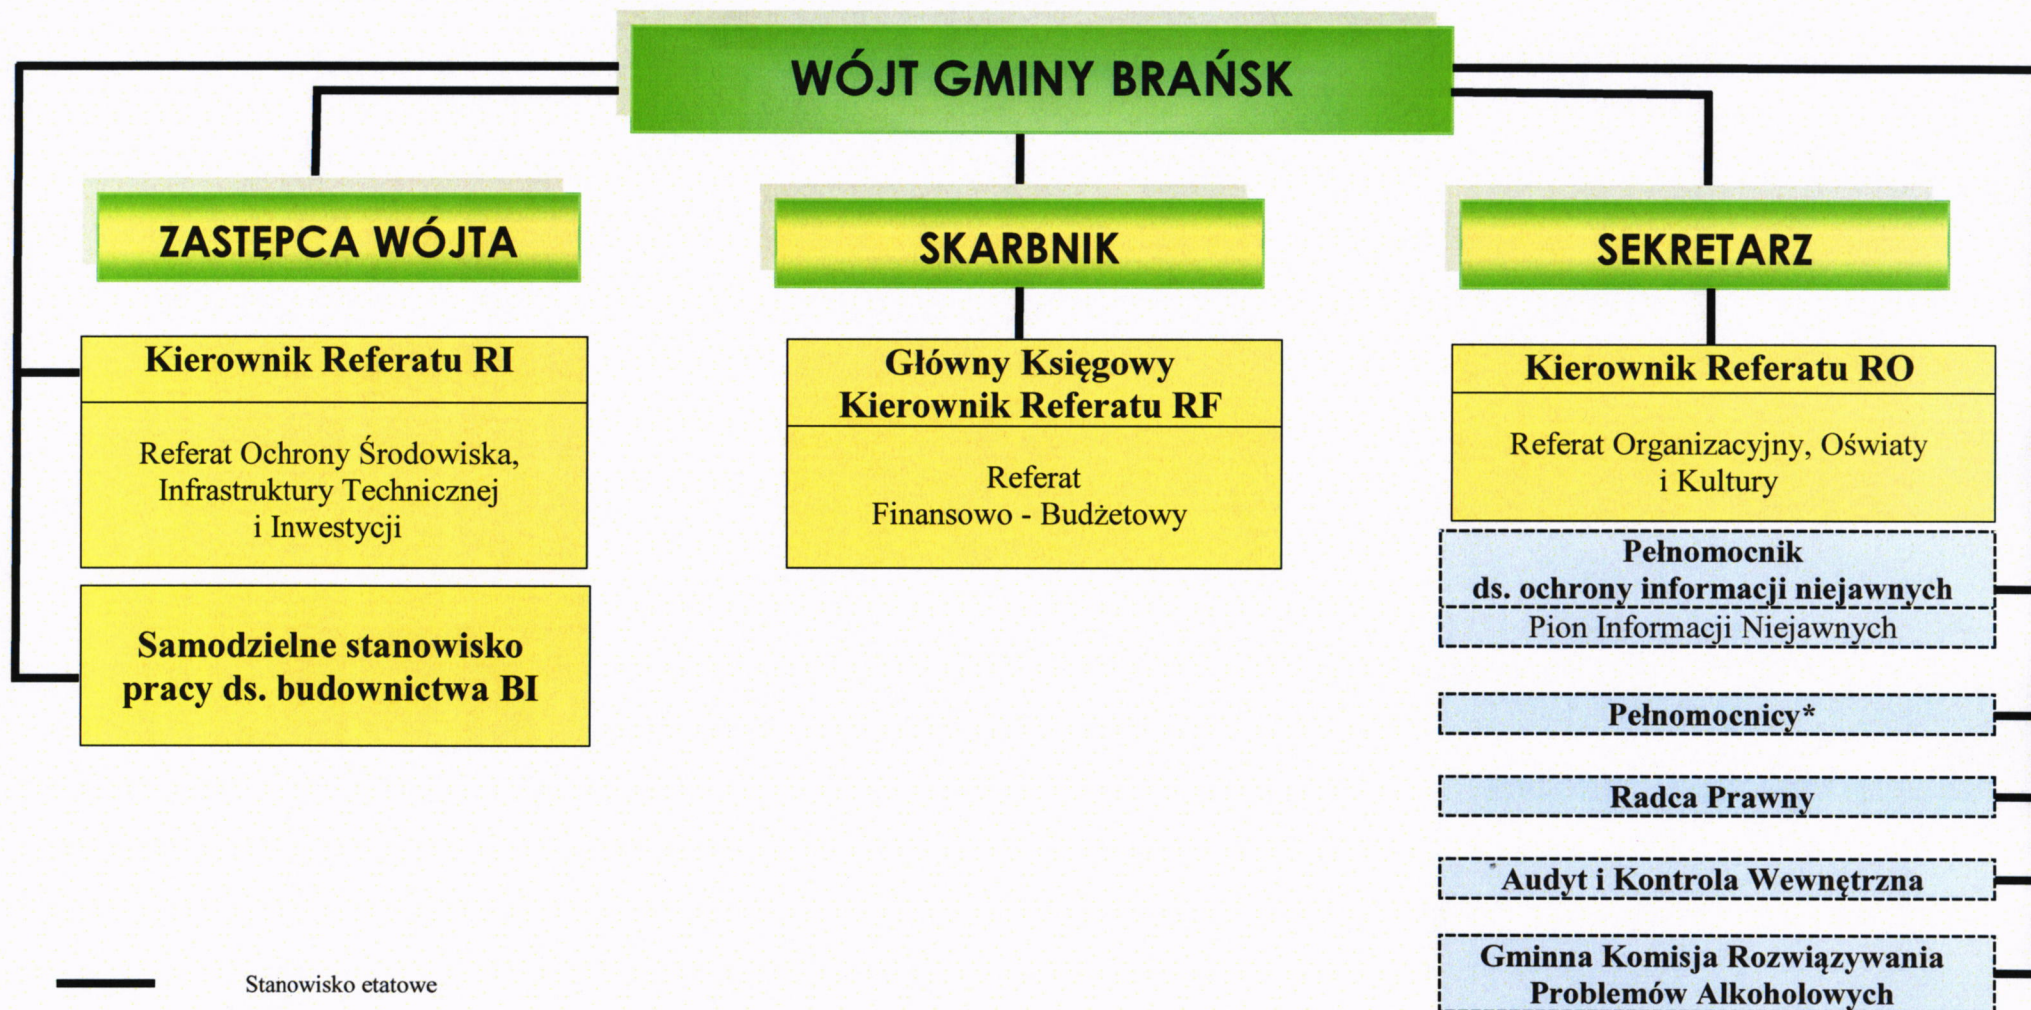 WÓJT GMINY BRAŃSK
ZASTĘPCA WÓJTA
SKARBNIK
SEKRETARZ
Kierownik Referatu RI
Referat Ochrony Środowiska,
Infrastruktury Technicznej
i Inwestycji
Samodzielne stanowisko
pracy ds. budownictwa BI
Główny Księgowy
Kierownik Referatu RF
Referat
Finansowo - Budżetowy
Kierownik Referatu RO
Referat Organizacyjny, Oświaty
i Kultury
Pełnomocnik
ds. ochrony informacji niejawnych
Pion Informacji Niejawnych
Pełnomocnicy*
Radca Prawny
Audyt i Kontrola Wewnętrzna
Gminna Komisja Rozwiązywania
Problemów Alkoholowych
Stanowisko etatowe